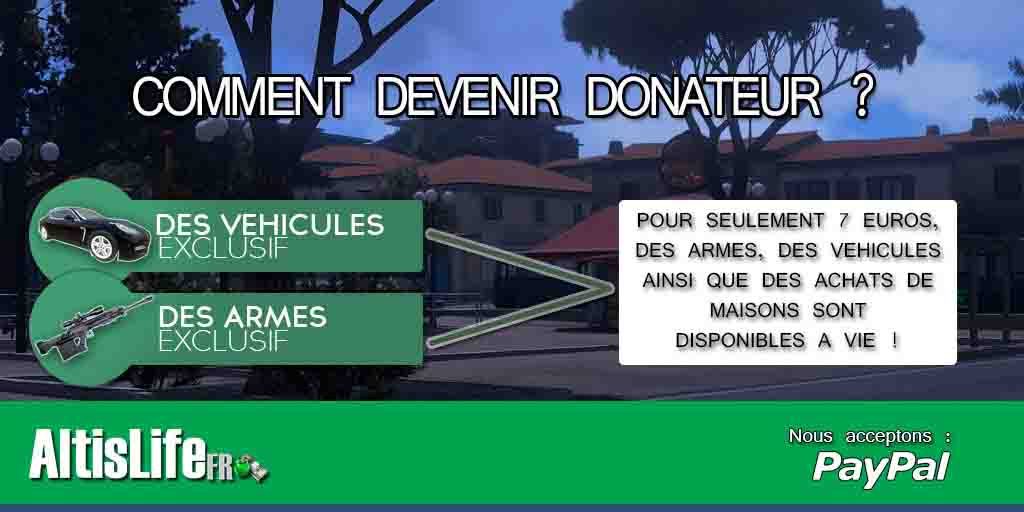 COMMENT DEVENIR DONATEUR ?
DES VEHICULES
EXCLUSIF
DES ARMES
EXCLUSIF
POUR SEULEMENT 7 EUROS,
DES ARMES, DES VEHICULES
AINSI QUE DES ACHATS DE
MAISONS SONT
DISPONIBLES A VIE !
AltisLifeFR
Nous acceptons :
PayPal